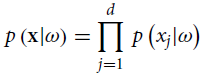 p (x|ω) = ∏_{j=1}^{d} p (x_j|ω)